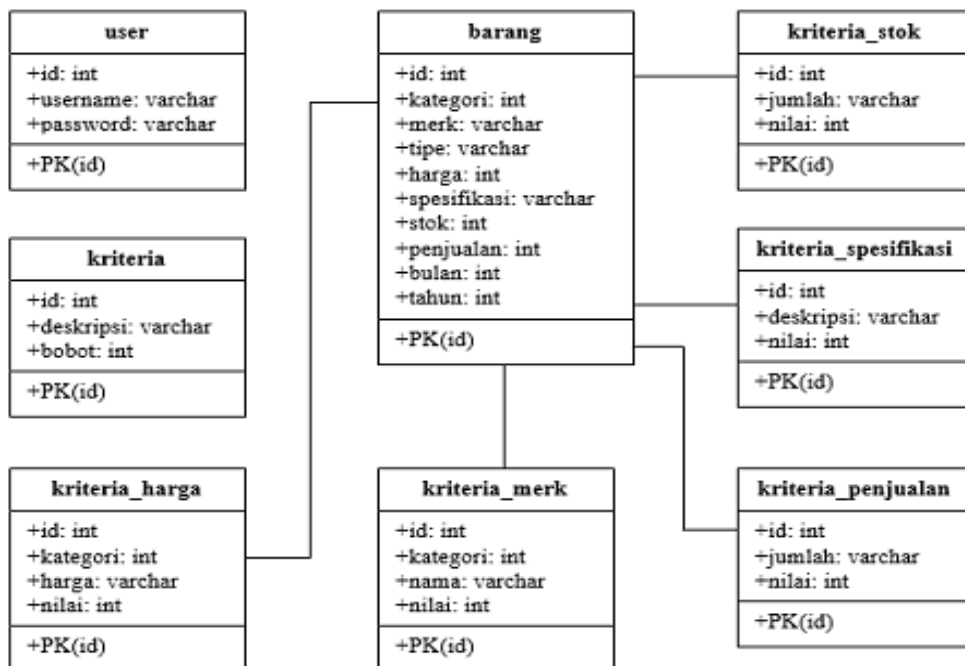 user
+id: int
+username: varchar
+password: varchar
+PK(id)
barang
+id: int
+kategori: int
+merk: varchar
+tipe: varchar
+harga: int
+spesifikasi: varchar
+stok: int
+penjualan: int
+bulan: int
+tahun: int
+PK(id)
kriteria_stok
+id: int
+jumlah: varchar
+nilai: int
+PK(id)
kriteria
+id: int
+deskripsi: varchar
+bobot: int
+PK(id)
kriteria_spesifikasi
+id: int
+deskripsi: varchar
+nilai: int
+PK(id)
kriteria_harga
+id: int
+kategori: int
+harga: varchar
+nilai: int
+PK(id)
kriteria_merk
+id: int
+kategori: int
+nama: varchar
+nilai: int
+PK(id)
kriteria_penjualan
+id: int
+jumlah: varchar
+nilai: int
+PK(id)